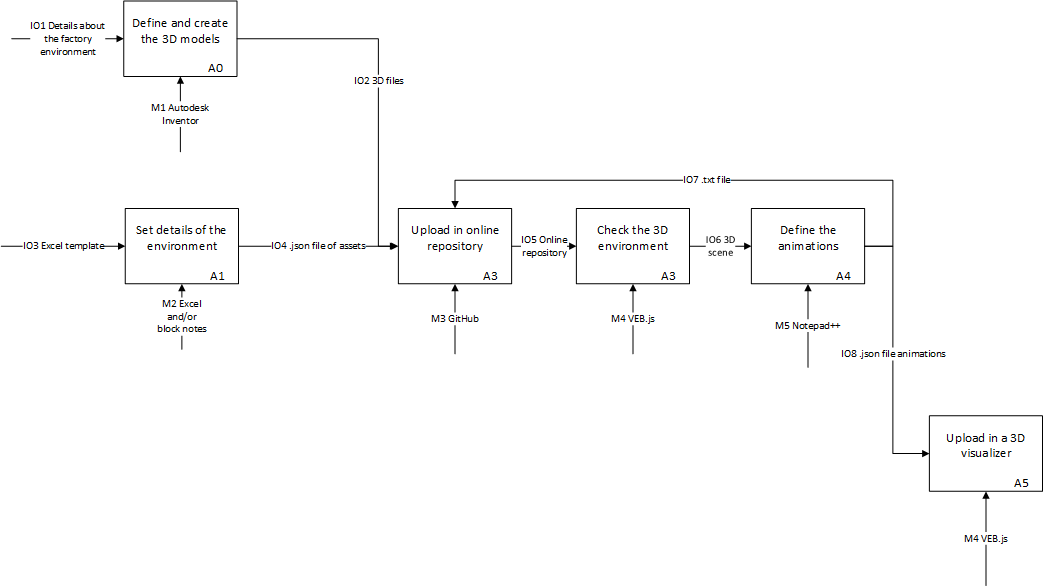 IO1 Details about
the factory
environment
Define and create
the 3D models
A0
M1 Autodesk
Inventor
IO2 3D files
IO3 Excel template
Set details of the
environment
A1
M2 Excel
and/or
block notes
IO4 .json file of assets
IO7 .txt file
Upload in online
repository
A3
M3 GitHub
IO5 Online
repository
Check the 3D
environment
A3
M4 VEB.js
IO6 3D
scene
Define the
animations
A4
M5 Notepad++
IO8 .json file animations
Upload in a 3D
visualizer
A5
M4 VEB.js